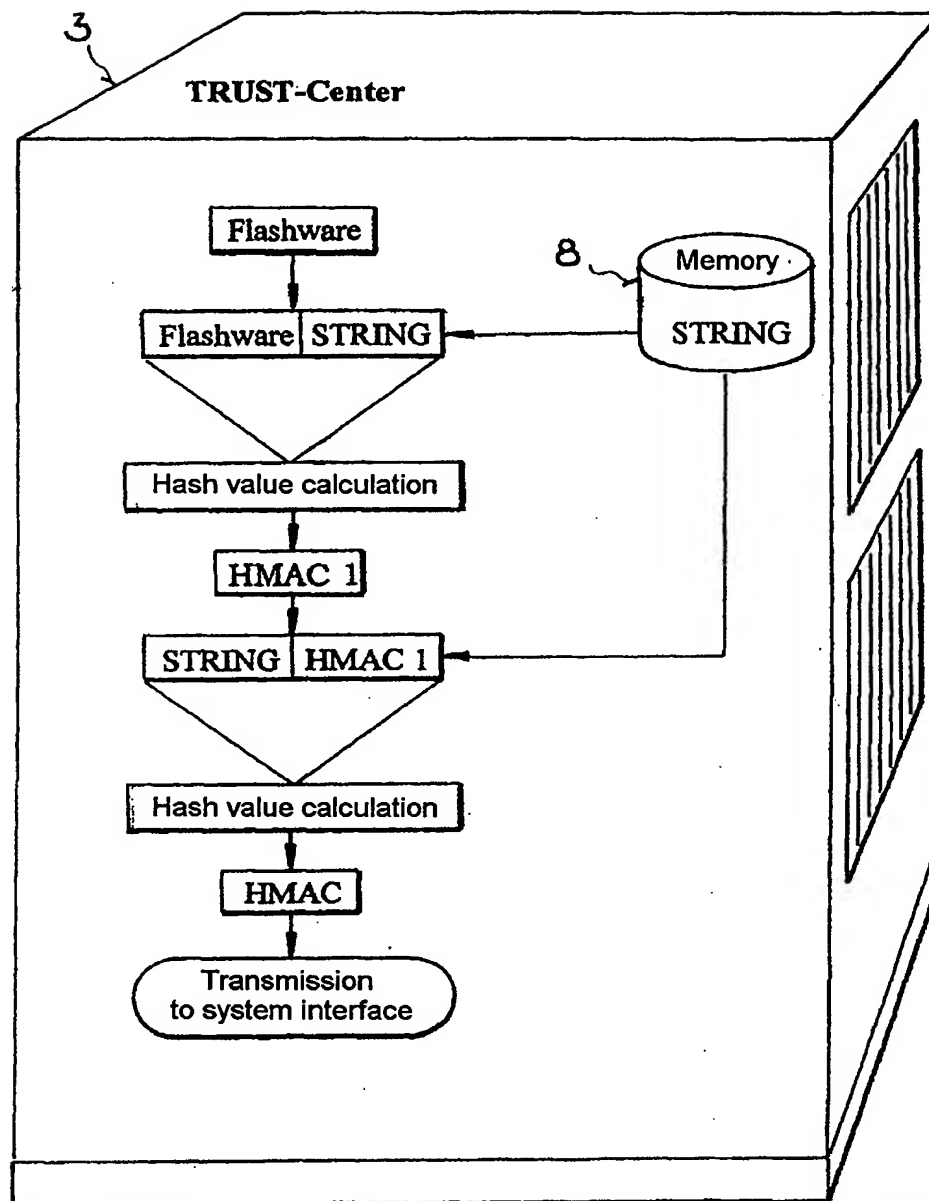 3
TRUST-Center
Flashware
8
Memory
STRING
Flashware STRING
Hash value calculation
HMAC 1
STRING HMAC 1
Hash value calculation
HMAC
Transmission
to system interface